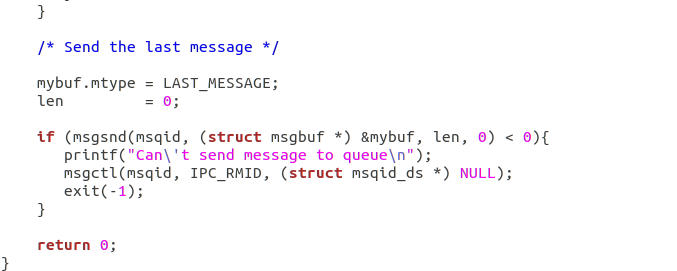 }
/* Send the last message */
mybuf.mtype = LAST_MESSAGE;
len         = 0;
if (msgsnd(msqid, (struct msgbuf *) &mybuf, len, 0) < 0){
printf("Can\'t send message to queue\n");
msgctl(msqid, IPC_RMID, (struct msqid_ds *) NULL);
exit(-1);
}
return 0;
}